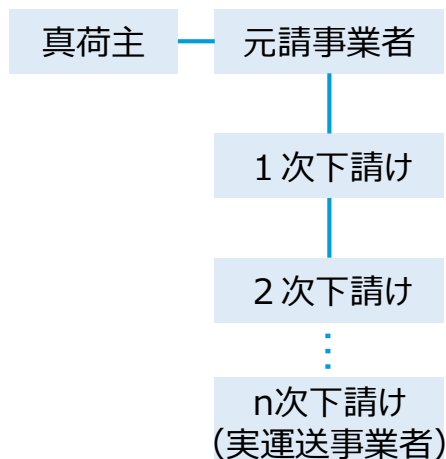 真荷主
元請事業者
１次下請け
２次下請け
n次下請け
（実運送事業者）